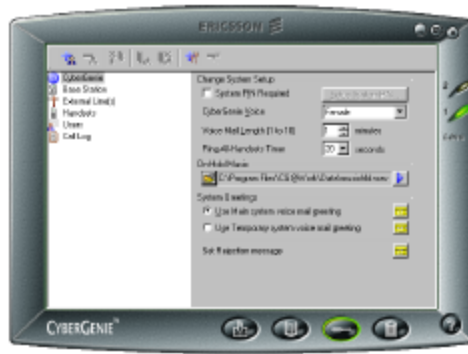 ERICSSON
CyberGenie
Base Station
External Line(s)
Handsets
Users
Call Log
Change System Setup
System PIN Required
CyberGenie Voice
Female
Voice Mail Length (1 to 10)
minutes
Ring All Handsets Timer
20
seconds
On Hold Music
System Greetings
Use Main system voice mail greeting
Use Temporary system voice mail greeting
Set Rejection message
CYBERGENIE™